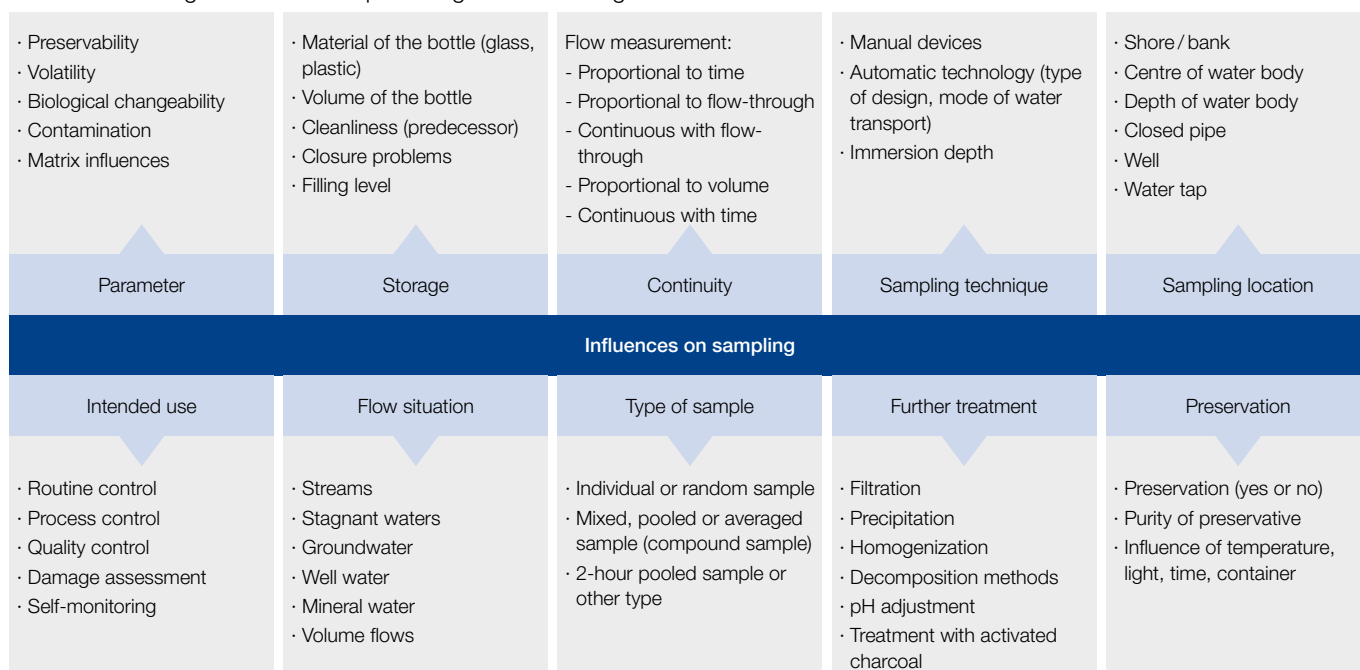 · Preservability
· Volatility
· Biological changeability
· Contamination
· Matrix influences
· Material of the bottle (glass,
plastic)
· Volume of the bottle
· Cleanliness (predecessor)
· Closure problems
· Filling level
Flow measurement:
- Proportional to time
- Proportional to flow-through
- Continuous with flow-
through
- Proportional to volume
- Continuous with time
· Manual devices
· Automatic technology (type
of design, mode of water
transport)
· Immersion depth
· Shore / bank
· Centre of water body
· Depth of water body
· Closed pipe
· Well
· Water tap
Parameter
Storage
Continuity
Sampling technique
Sampling location
Influences on sampling
Intended use
Flow situation
Type of sample
Further treatment
Preservation
· Routine control
· Process control
· Quality control
· Damage assessment
· Self-monitoring
· Streams
· Stagnant waters
· Groundwater
· Well water
· Mineral water
· Volume flows
· Individual or random sample
· Mixed, pooled or averaged
sample (compound sample)
· 2-hour pooled sample or
other type
· Filtration
· Precipitation
· Homogenization
· Decomposition methods
· pH adjustment
· Treatment with activated
charcoal
· Preservation (yes or no)
· Purity of preservative
· Influence of temperature,
light, time, container